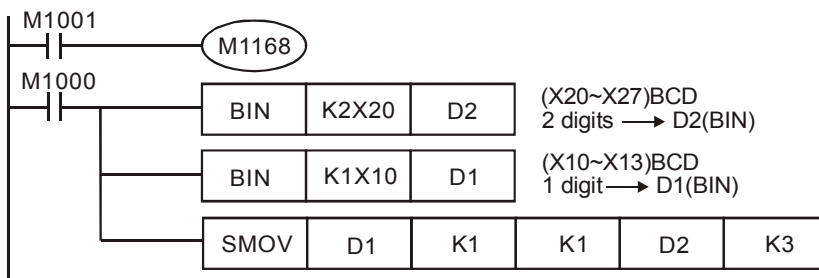 M1001
M1168
M1000
BIN K2X20 D2
(X20~X27)BCD
2 digits → D2(BIN)
BIN K1X10 D1
(X10~X13)BCD
1 digit → D1(BIN)
SMOV D1 K1 K1 D2 K3